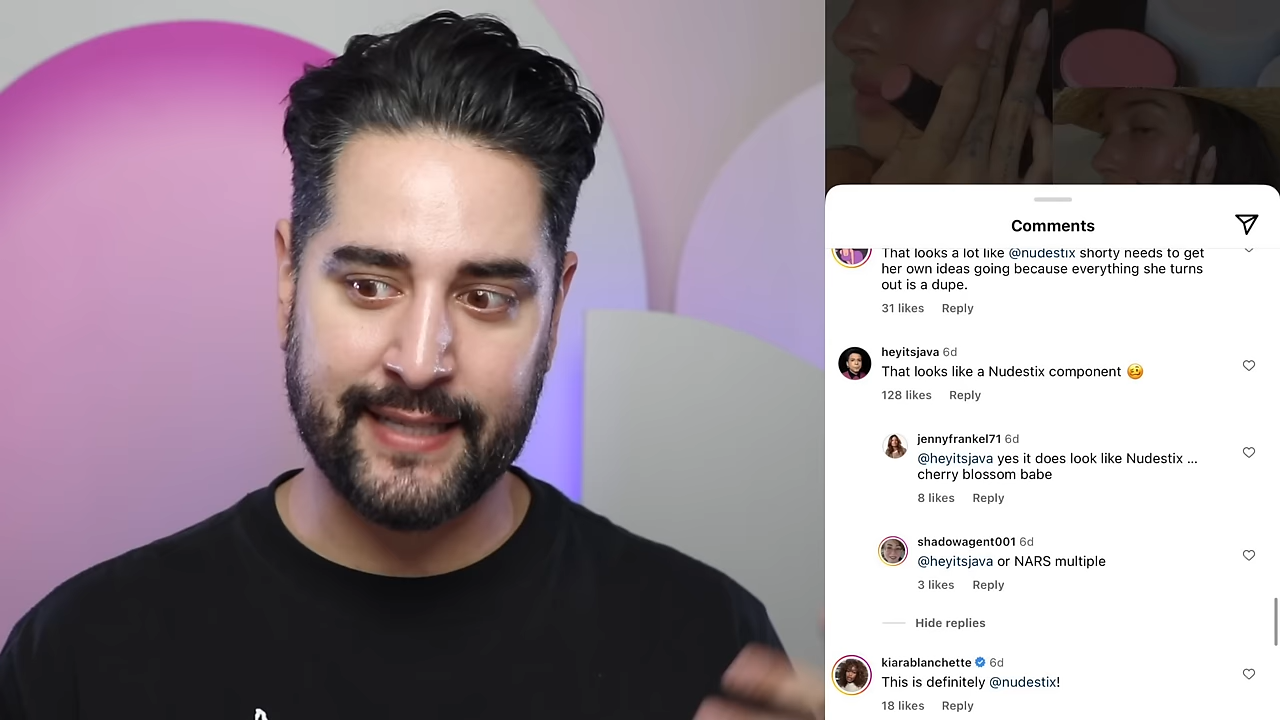 Comments
That looks a lot like @nudestix shorty needs to get
her own ideas going because everything she turns
out is a dupe.
31 likes Reply
heyitsjava 6d
That looks like a Nudestix component 🥴
128 likes Reply
jennyfrankel71 6d
@heyitsjava yes it does look like Nudestix ...
cherry blossom babe
8 likes Reply
shadowagent001 6d
@heyitsjava or NARS multiple
3 likes Reply
Hide replies
kiarablanchette 6d
This is definitely @nudestix!
18 likes Reply